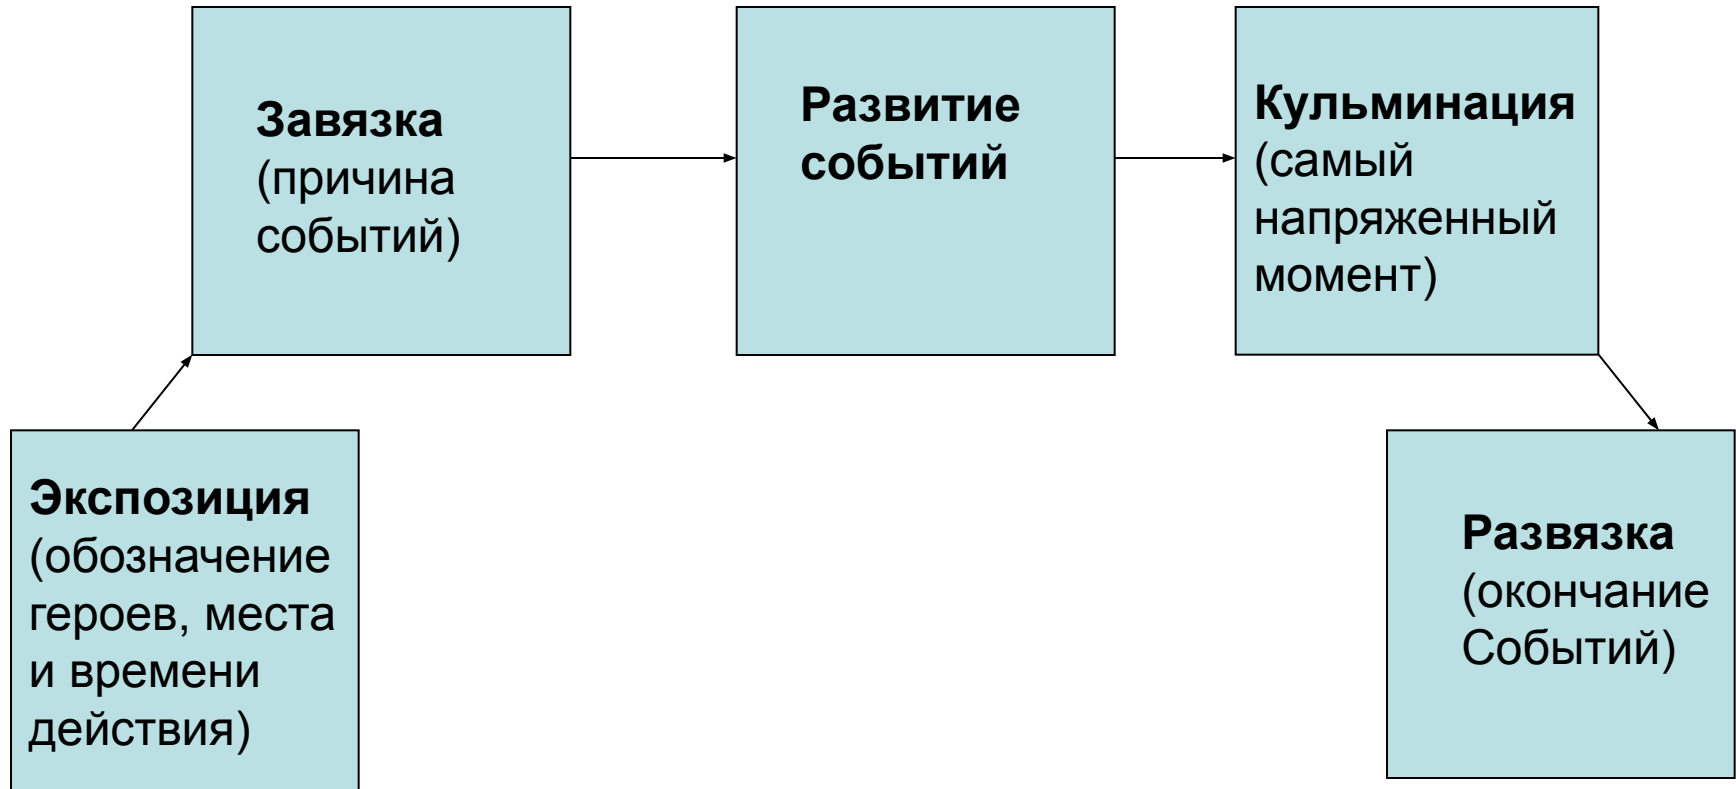 Завязка
(причина
событий)
Развитие
событий
Кульминация
(самый
напряженный
момент)
Экспозиция
(обозначение
героев, места
и времени
действия)
Развязка
(окончание
Событий)